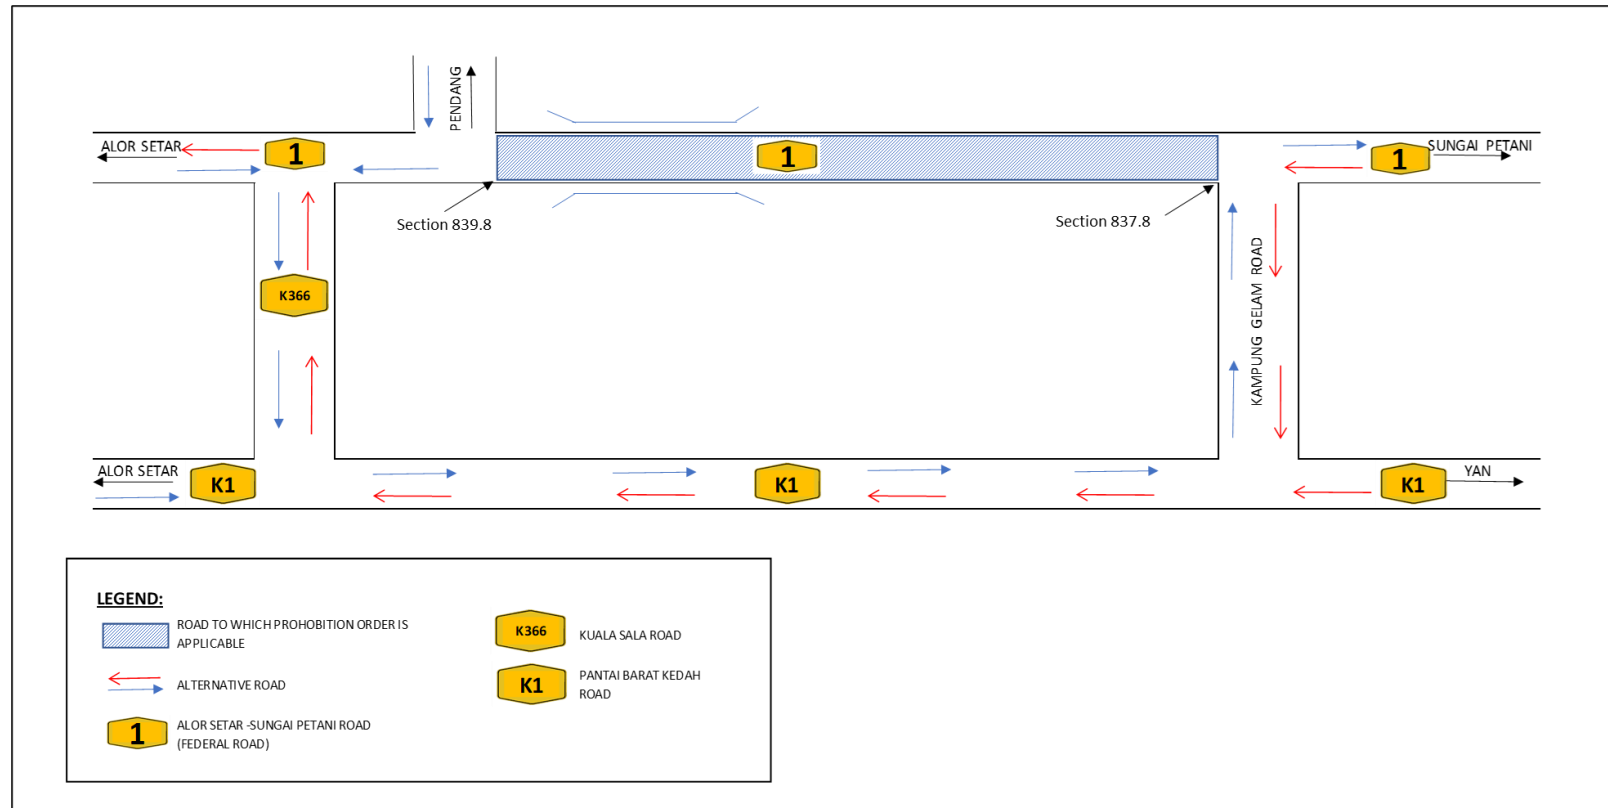 PENDANG
ALOR SETAR
1
1
1
SUNGAI PETANI
Section 839.8
Section 837.8
K366
KAMPUNG GELAM ROAD
ALOR SETAR
K1
K1
K1
YAN
LEGEND:
ROAD TO WHICH PROHOBITION ORDER IS
APPLICABLE
ALTERNATIVE ROAD
1
ALOR SETAR -SUNGAI PETANI ROAD
(FEDERAL ROAD)
K366
KUALA SALA ROAD
K1
PANTAI BARAT KEDAH
ROAD